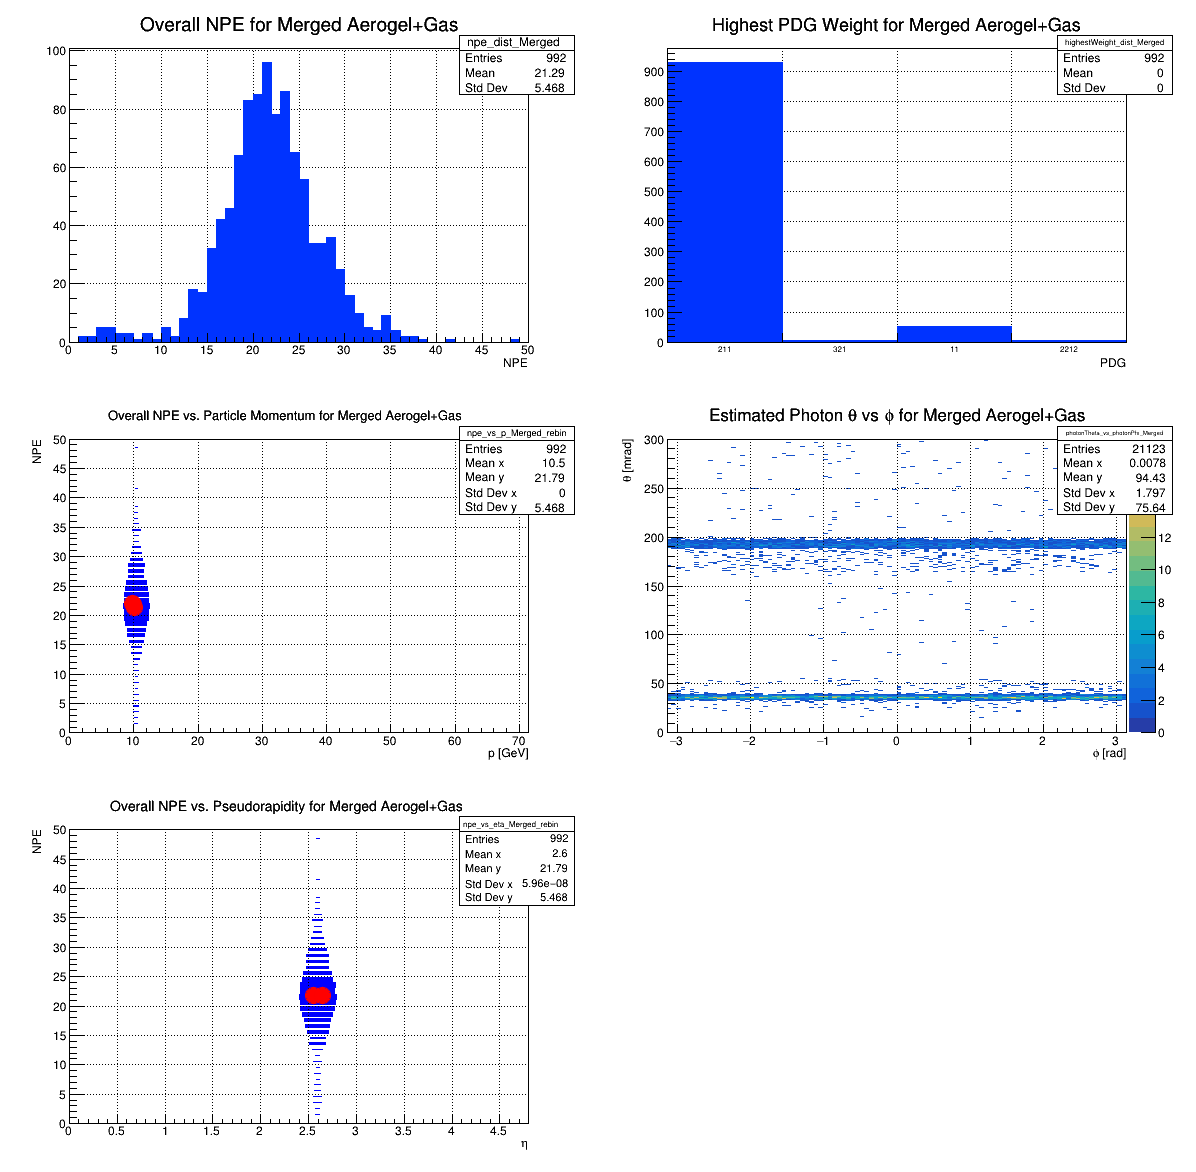 Overall NPE for Merged Aerogel+Gas
npe_dist_Merged
Entries 992
Mean 21.29
Std Dev 5.468
100
80
60
40
20
0
0 5 10 15 20 25 30 35 40 45 50
NPE
Highest PDG Weight for Merged Aerogel+Gas
highestWeight_dist_Merged
Entries 992
Mean 0
Std Dev 0
900
800
700
600
500
400
300
200
100
0
211 321 11 2212
PDG
Overall NPE vs. Particle Momentum for Merged Aerogel+Gas
npe_vs_p_Merged_rebin
Entries 992
Mean x 10.5
Mean y 21.79
Std Dev x 0
Std Dev y 5.468
NPE
50
45
40
35
30
25
20
15
10
5
0
0 10 20 30 40 50 60 70
p [GeV]
Estimated Photon θ vs ϕ for Merged Aerogel+Gas
photonTheta_vs_photonPhi_Merged
Entries 21123
Mean x 0.0078
Mean y 94.43
Std Dev x 1.797
Std Dev y 75.64
θ [mrad]
300
250
200
150
100
50
0
−3 −2 −1 0 1 2 3
ϕ [rad]
12
10
8
6
4
2
0
Overall NPE vs. Pseudorapidity for Merged Aerogel+Gas
npe_vs_eta_Merged_rebin
Entries 992
Mean x 2.6
Mean y 21.79
Std Dev x 5.96e−08
Std Dev y 5.468
NPE
50
45
40
35
30
25
20
15
10
5
0
0 0.5 1 1.5 2 2.5 3 3.5 4 4.5
η